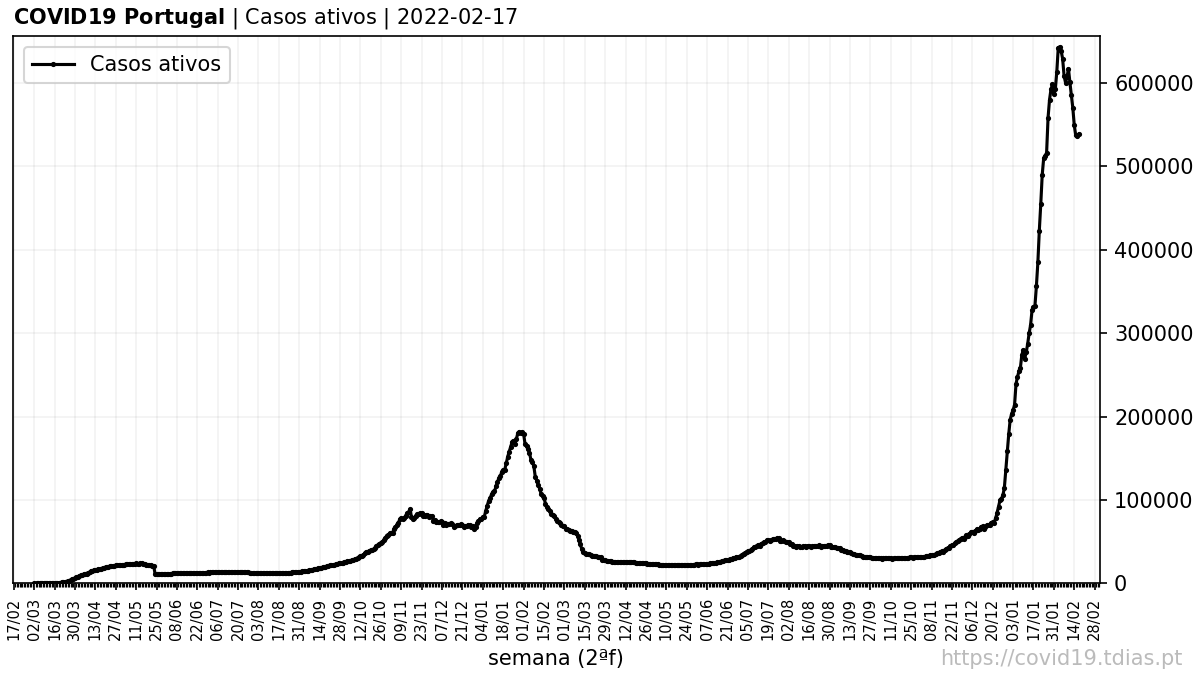 COVID19 Portugal | Casos ativos | 2022-02-17
Casos ativos
600000
500000
400000
300000
200000
100000
0
17/02 02/03 16/03 30/03 13/04 27/04 11/05 25/05 08/06 22/06 06/07 20/07 03/08 17/08 31/08 14/09 28/09 12/10 26/10 09/11 23/11 07/12 21/12 04/01 18/01 01/02 15/02 01/03 15/03 29/03 12/04 26/04 10/05 24/05 07/06 21/06 05/07 19/07 02/08 16/08 30/08 13/09 27/09 11/10 25/10 08/11 22/11 06/12 20/12 03/01 17/01 31/01 14/02 28/02
semana (2ªf)
https://covid19.tdias.pt